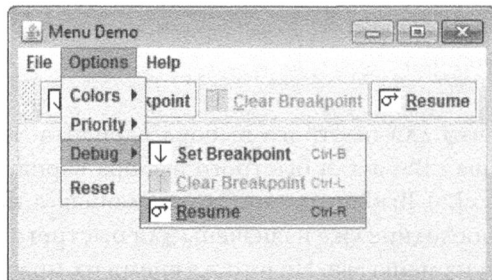 Menu Demo
File Options Help
Colors kpoint Clear Breakpoint Resume
Priority
Debug Set Breakpoint Ctrl-B
Clear Breakpoint Ctrl-L
Reset
Resume Ctrl-R